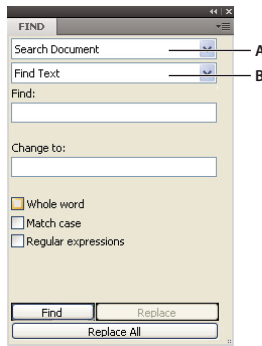 FIND
Search Document
A
Find Text
B
Find:
Change to:
Whole word
Match case
Regular expressions
Find Replace
Replace All